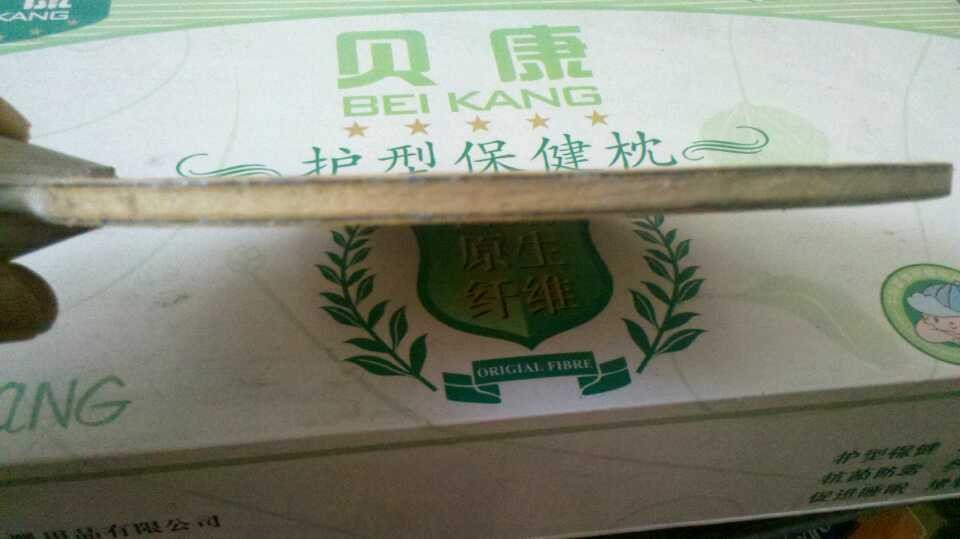 KANG
贝康
BEI KANG
护型保健枕
原生
纤维
ORIGIAL FIBRE
ANG
护型保健
抗菌防霉
促进睡眠
用品有限公司